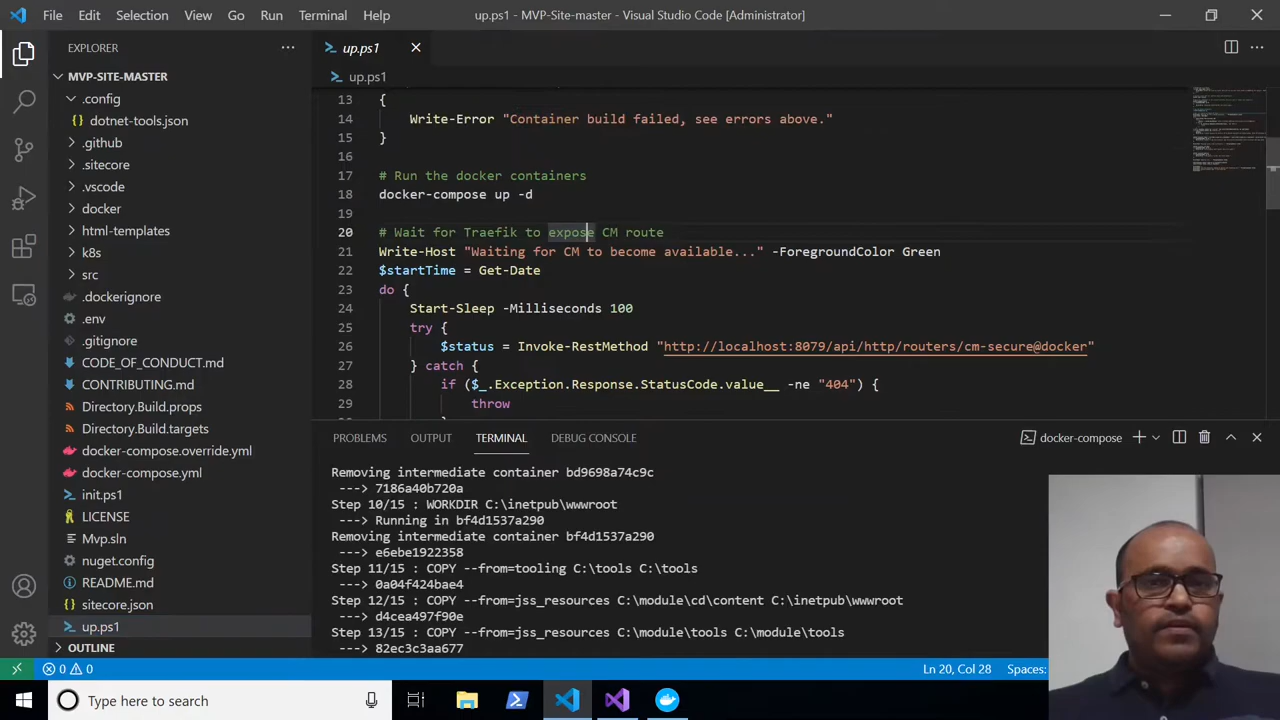 File Edit Selection View Go Run Terminal Help
up.ps1 - MVP-Site-master - Visual Studio Code [Administrator]
EXPLORER
MVP-SITE-MASTER
.config
dotnet-tools.json
.github
.sitecore
.vscode
docker
html-templates
k8s
src
.dockerignore
.env
.gitignore
CODE_OF_CONDUCT.md
CONTRIBUTING.md
Directory.Build.props
Directory.Build.targets
docker-compose.override.yml
docker-compose.yml
init.ps1
LICENSE
Mvp.sln
nuget.config
README.md
sitecore.json
up.ps1
OUTLINE
up.ps1
up.ps1
13 {
14 Write-Error "Container build failed, see errors above."
15 }
16
17 # Run the docker containers
18 docker-compose up -d
19
20 # Wait for Traefik to expose CM route
21 Write-Host "Waiting for CM to become available..." -ForegroundColor Green
22 $startTime = Get-Date
23 do {
24 Start-Sleep -Milliseconds 100
25 try {
26 $status = Invoke-RestMethod "http://localhost:8079/api/http/routers/cm-secure@docker"
27 } catch {
28 if ($_.Exception.Response.StatusCode.value__ -ne "404") {
29 throw
PROBLEMS OUTPUT TERMINAL DEBUG CONSOLE
docker-compose
Removing intermediate container bd9698a74c9c
---> 7186a40b720a
Step 10/15 : WORKDIR C:\inetpub\wwwroot
---> Running in bf4d1537a290
Removing intermediate container bf4d1537a290
---> e6ebe1922358
Step 11/15 : COPY --from=tooling C:\tools C:\tools
---> 0a04f424bae4
Step 12/15 : COPY --from=jss_resources C:\module\cd\content C:\inetpub\wwwroot
---> d4cea497f90e
Step 13/15 : COPY --from=jss_resources C:\module\tools C:\module\tools
---> 82ec3c3aa677
0 0
Ln 20, Col 28 Spaces:
Type here to search